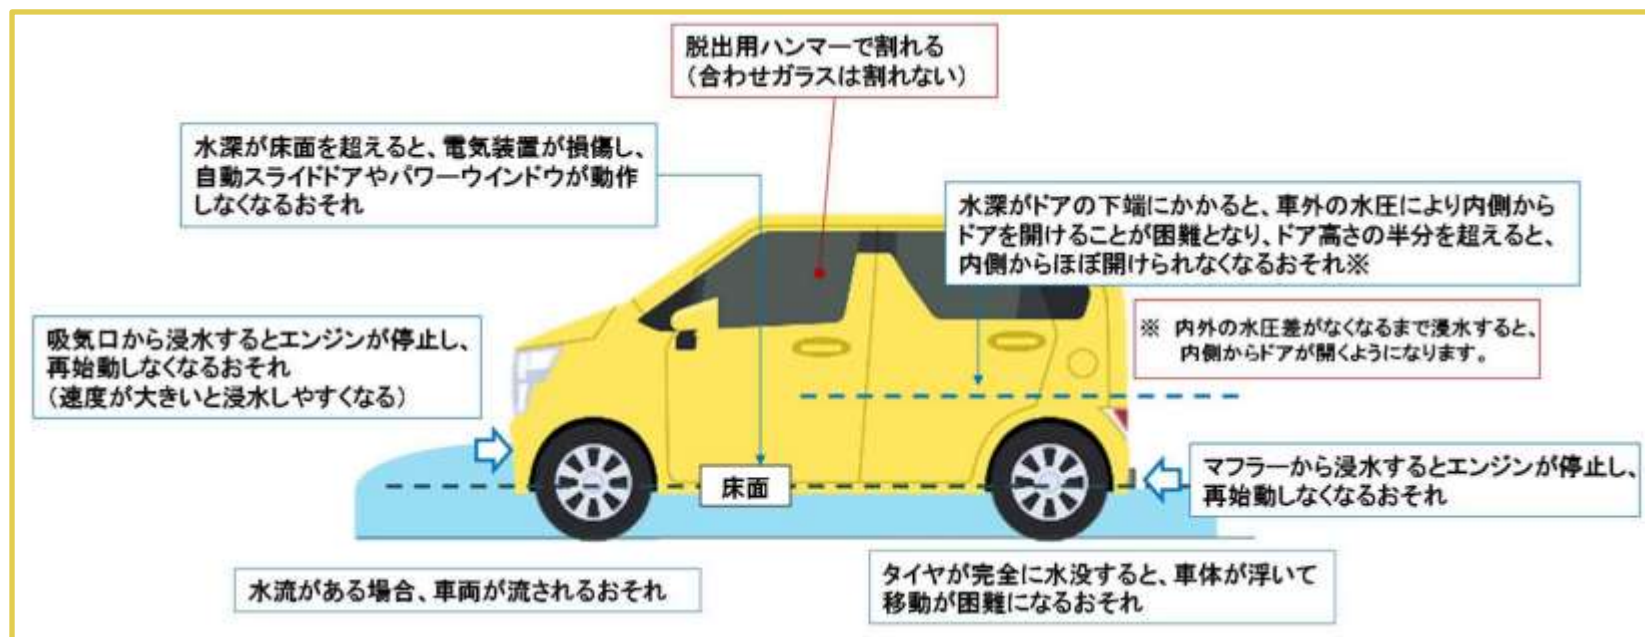 脱出用ハンマーで割れる
（合わせガラスは割れない）
水深が床面を超えると、電気装置が損傷し、
自動スライドドアやパワーウインドウが動作
しなくなるおそれ
水深がドアの下端にかかると、車外の水圧により内側から
ドアを開けることが困難となり、ドア高さの半分を超えると、
内側からほぼ開けられなくなるおそれ※
※ 内外の水圧差がなくなるまで浸水すると、
内側からドアが開くようになります。
吸気口から浸水するとエンジンが停止し、
再始動しなくなるおそれ
（速度が大きいと浸水しやすくなる）
床面
マフラーから浸水するとエンジンが停止し、
再始動しなくなるおそれ
水流がある場合、車両が流されるおそれ
タイヤが完全に水没すると、車体が浮いて
移動が困難になるおそれ